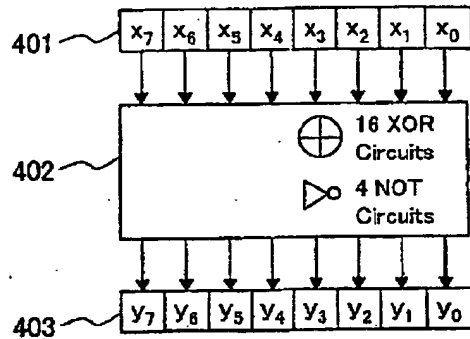 401 x₇ x₆ x₅ x₄ x₃ x₂ x₁ x₀
402
16 XOR
Circuits
4 NOT
Circuits
403 y₇ y₆ y₅ y₄ y₃ y₂ y₁ y₀